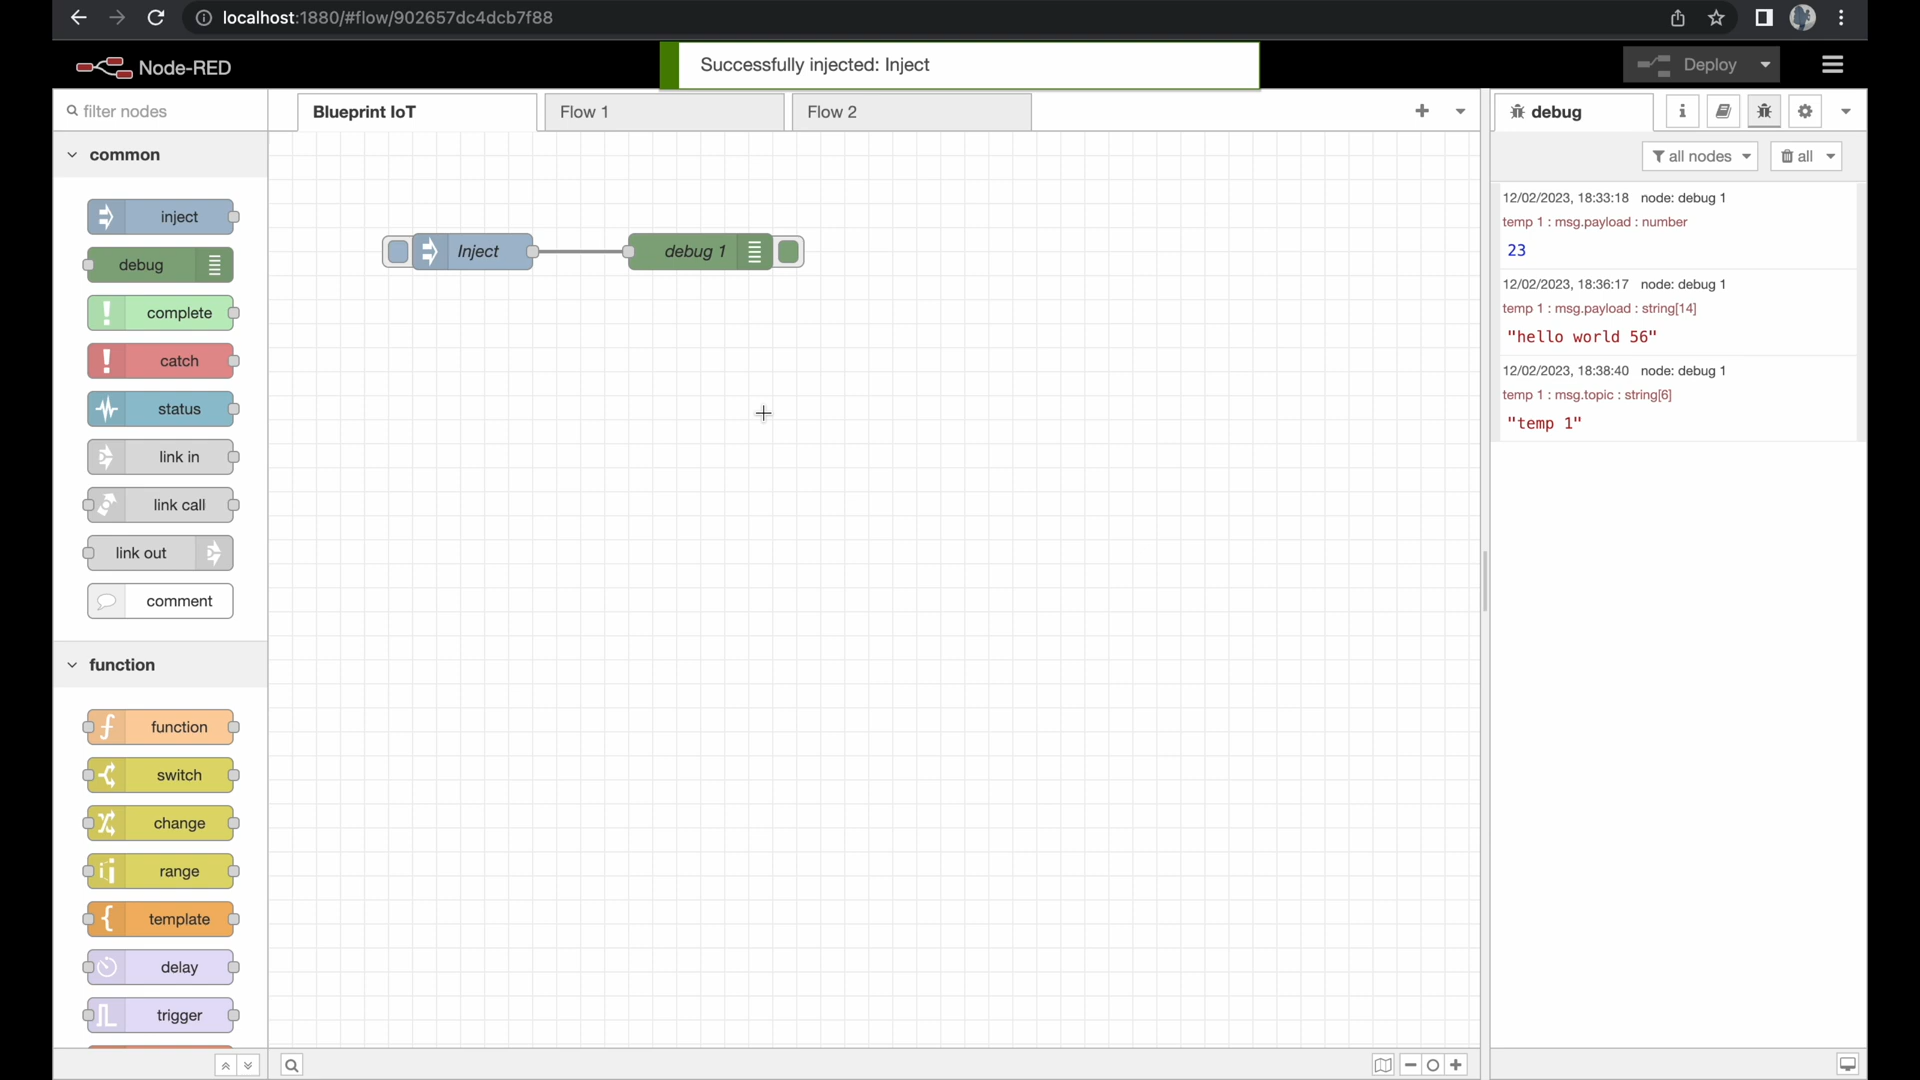 localhost:1880/#flow/902657dc4dcb7f88
Node-RED
Successfully injected: Inject
Deploy
filter nodes
Blueprint IoT
Flow 1
Flow 2
debug
common
all nodes
all
inject
debug
complete
catch
status
link in
link call
link out
comment
function
function
switch
change
range
template
delay
trigger
Inject
debug 1
12/02/2023, 18:33:18 node: debug 1
temp 1 : msg.payload : number
23
12/02/2023, 18:36:17 node: debug 1
temp 1 : msg.payload : string[14]
"hello world 56"
12/02/2023, 18:38:40 node: debug 1
temp 1 : msg.topic : string[6]
"temp 1"